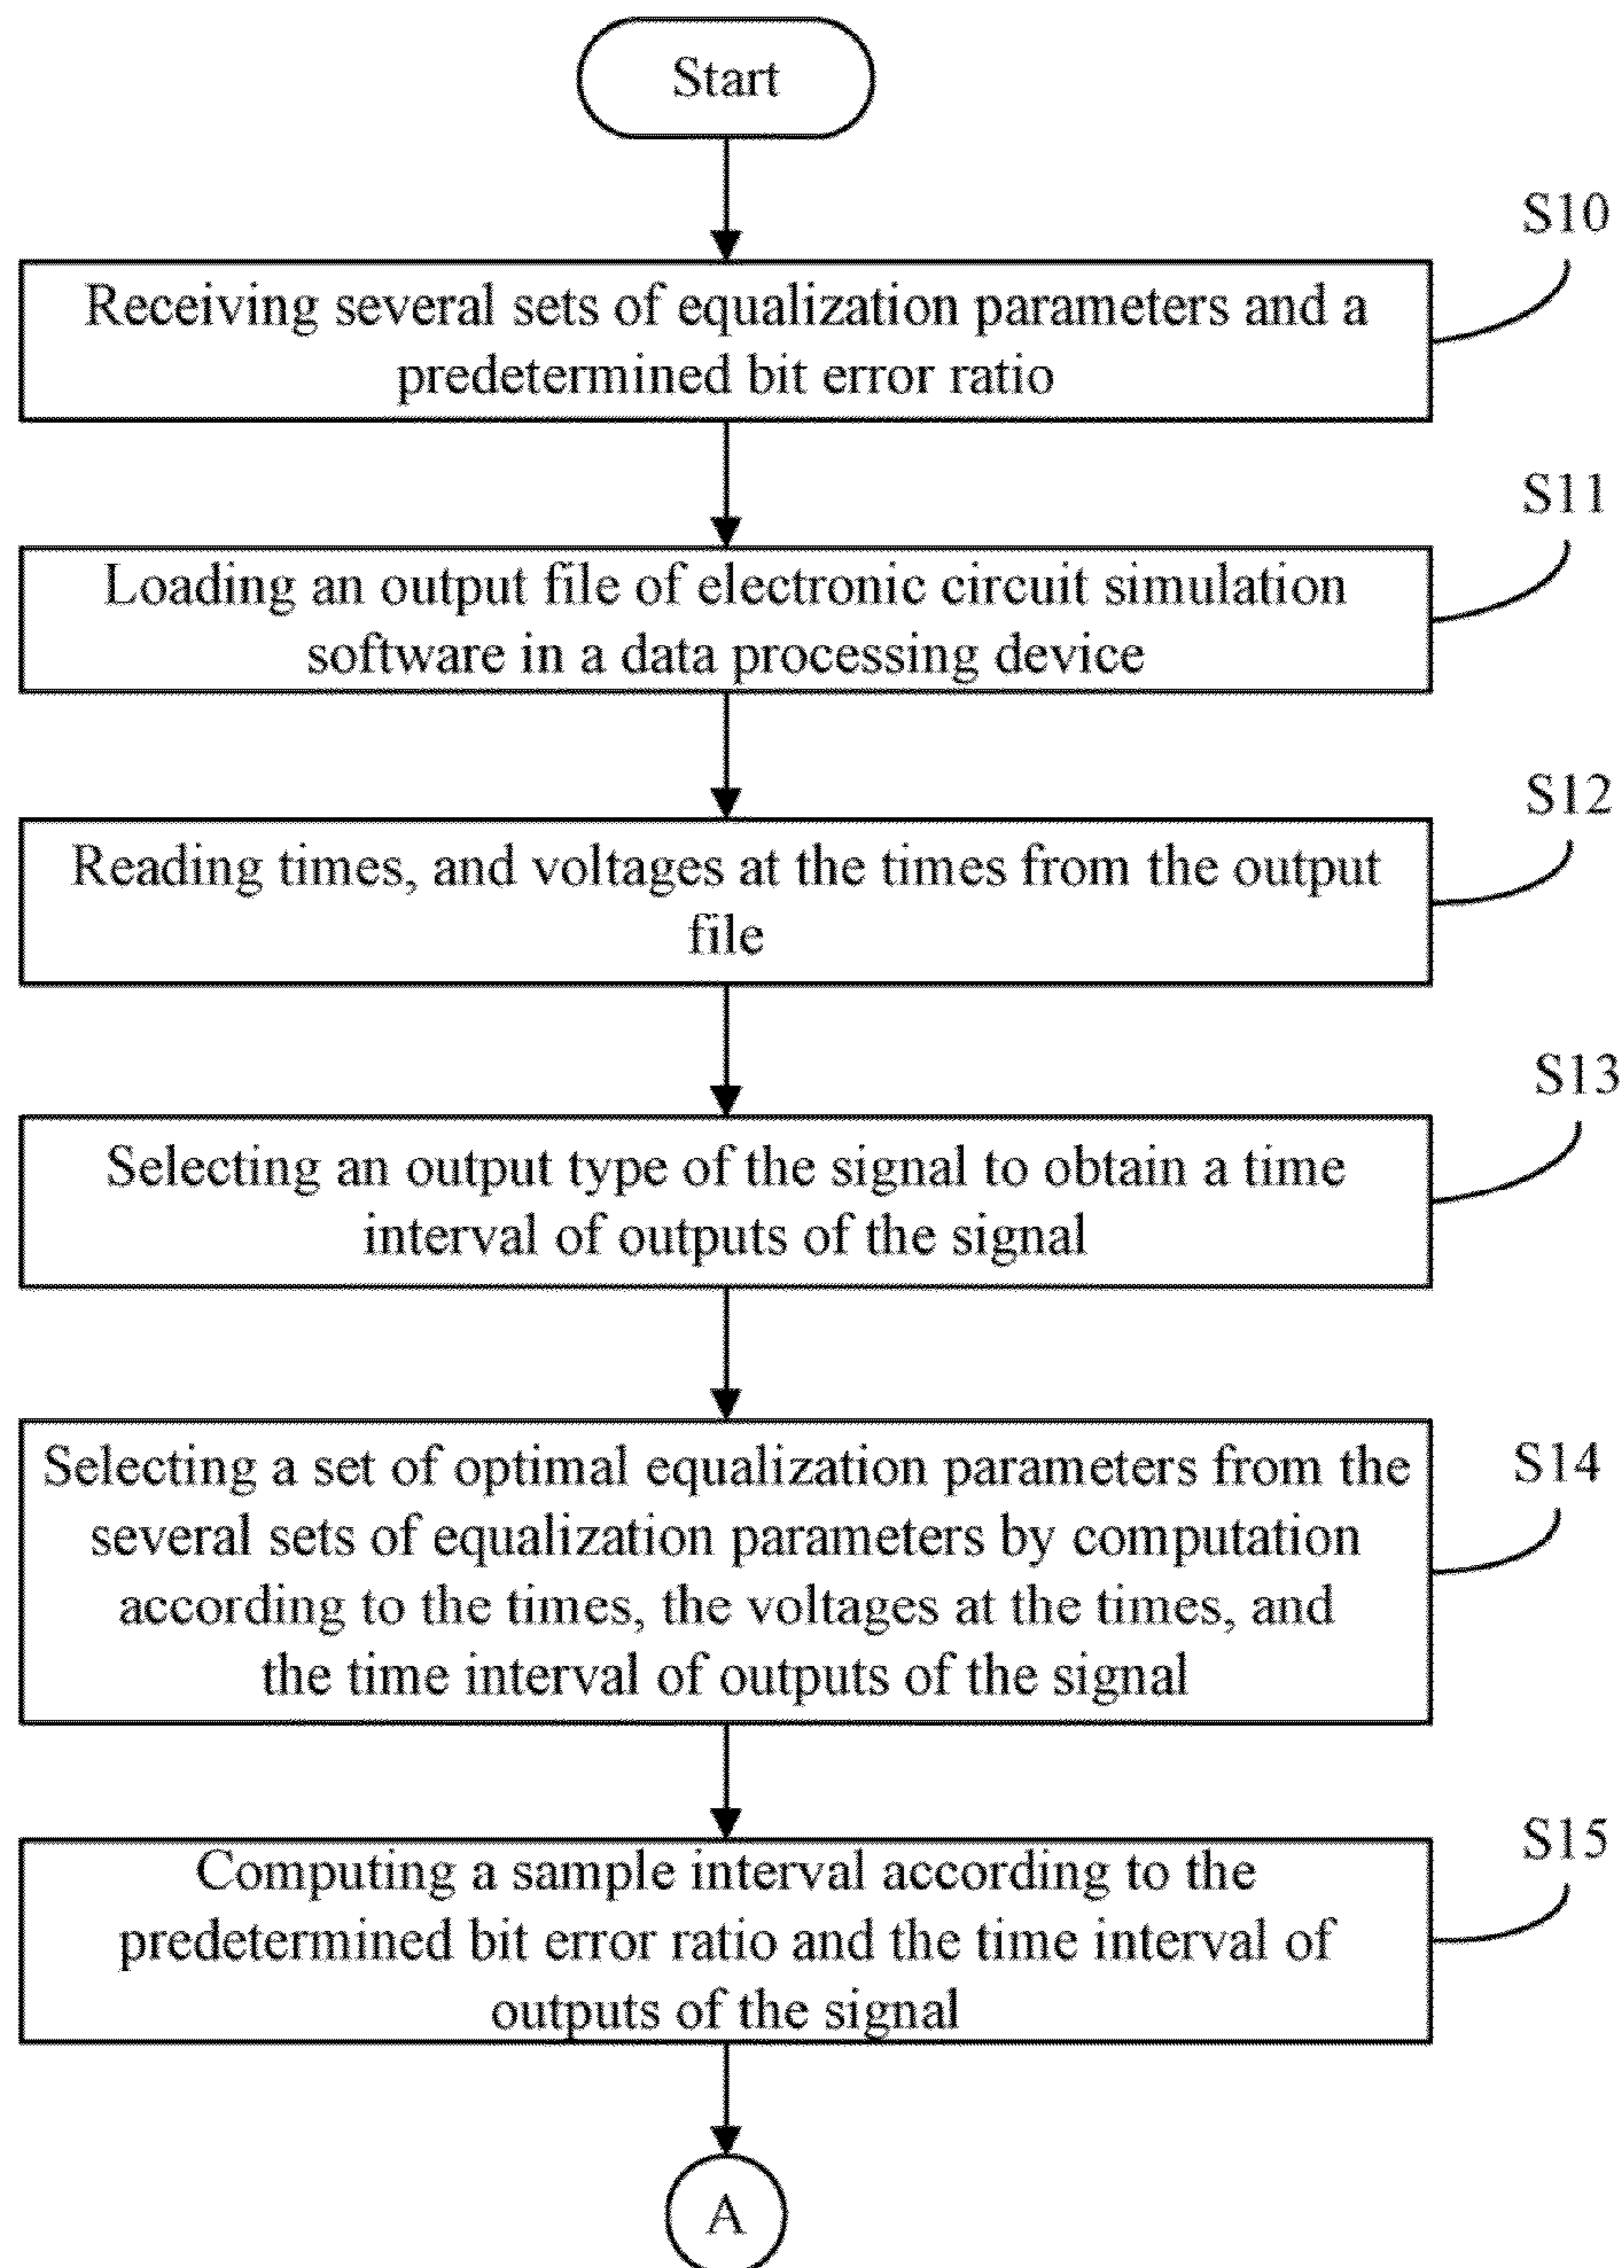 Start
S10
Receiving several sets of equalization parameters and a
predetermined bit error ratio
S11
Loading an output file of electronic circuit simulation
software in a data processing device
S12
Reading times, and voltages at the times from the output
file
S13
Selecting an output type of the signal to obtain a time
interval of outputs of the signal
S14
Selecting a set of optimal equalization parameters from the
several sets of equalization parameters by computation
according to the times, the voltages at the times, and
the time interval of outputs of the signal
S15
Computing a sample interval according to the
predetermined bit error ratio and the time interval of
outputs of the signal
A